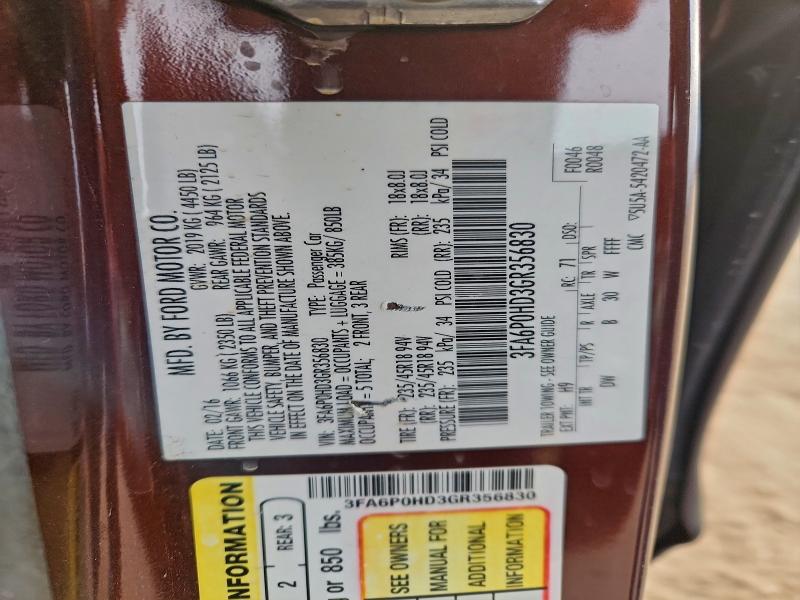 MFD. BY FORD MOTOR CO.
DATE: 02/16 GVWR: 2019 KG ( 4450 LB)
FRONT GAWR: 1066 KG ( 2350 LB) REAR GAWR: 964 KG ( 2125 LB)
THIS VEHICLE CONFORMS TO ALL APPLICABLE FEDERAL MOTOR
VEHICLE SAFETY, BUMPER, AND THEFT PREVENTION STANDARDS
IN EFFECT ON THE DATE OF MANUFACTURE SHOWN ABOVE.
VIN: 3FA6P0HD3GR356830 TYPE: Passenger Car
MAXIMUM LOAD = OCCUPANTS + LUGGAGE = 385KG/ 850LB
OCCUPANT = 5 TOTAL: 2 FRONT, 3 REAR
TIRE (FR): 235/45R18 94V RIMS (FR): 18x8.0J
(RR): 235/45R18 94V (RR): 18x8.0J
PRESSURE (FR): 235 kPa/ 34 PSI COLD (RR): 235 kPa/ 34 PSI COLD
3FA6P0HD3GR356830
TRAILER TOWING - SEE OWNER GUIDE
EXT PNT: H9 RC: 71 DSO: F0046
R0048
INT TR TP/PS R AXLE TR SPR
DW B 30 W FFFF
CNC 5U5A-5420472-AA
3FA6P0HD3GR356830
NFORMATION
2 REAR: 3
or 850 lbs.
SEE OWNERS
MANUAL FOR
ADDITIONAL
INFORMATION